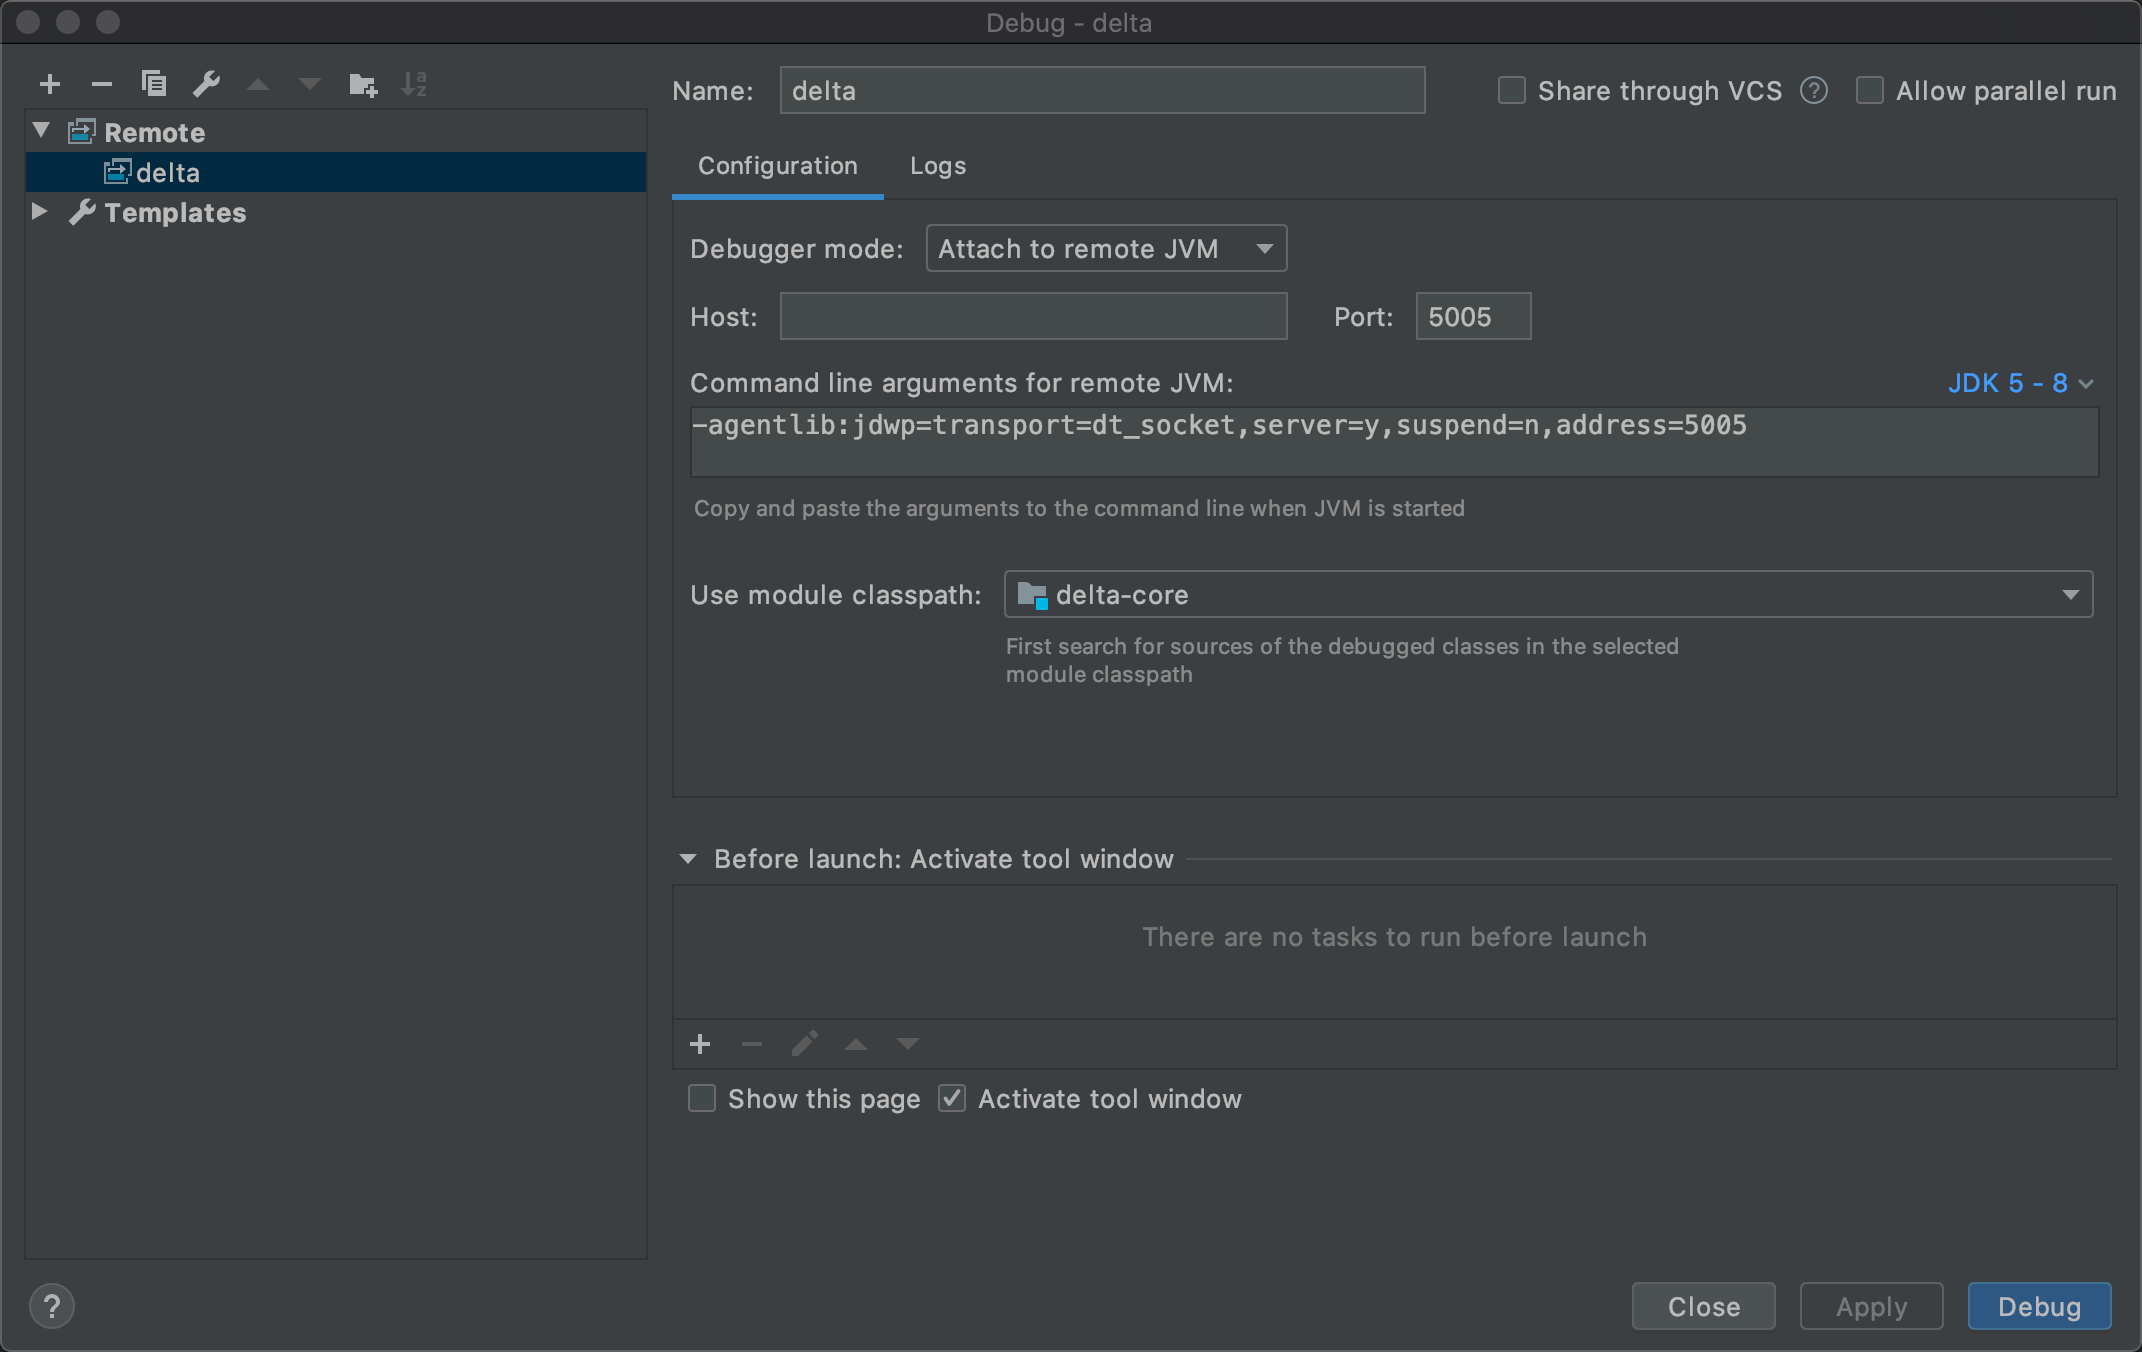 Debug - delta
Name: delta
Share through VCS ?
Allow parallel run
Remote
delta
Templates
Configuration
Logs
Debugger mode: Attach to remote JVM
Host:
Port: 5005
Command line arguments for remote JVM:
JDK 5 - 8
-agentlib:jdwp=transport=dt_socket,server=y,suspend=n,address=5005
Copy and paste the arguments to the command line when JVM is started
Use module classpath: delta-core
First search for sources of the debugged classes in the selected
module classpath
Before launch: Activate tool window
There are no tasks to run before launch
Show this page
Activate tool window
?
Close
Apply
Debug